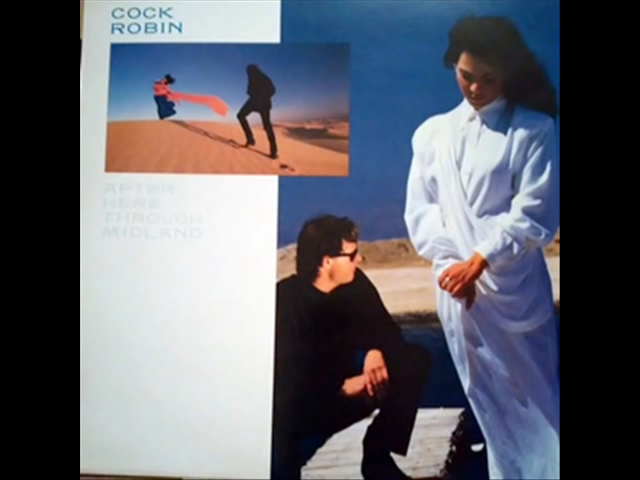 COCK
ROBIN
AFTER
HERE
THROUGH
MIDLAND